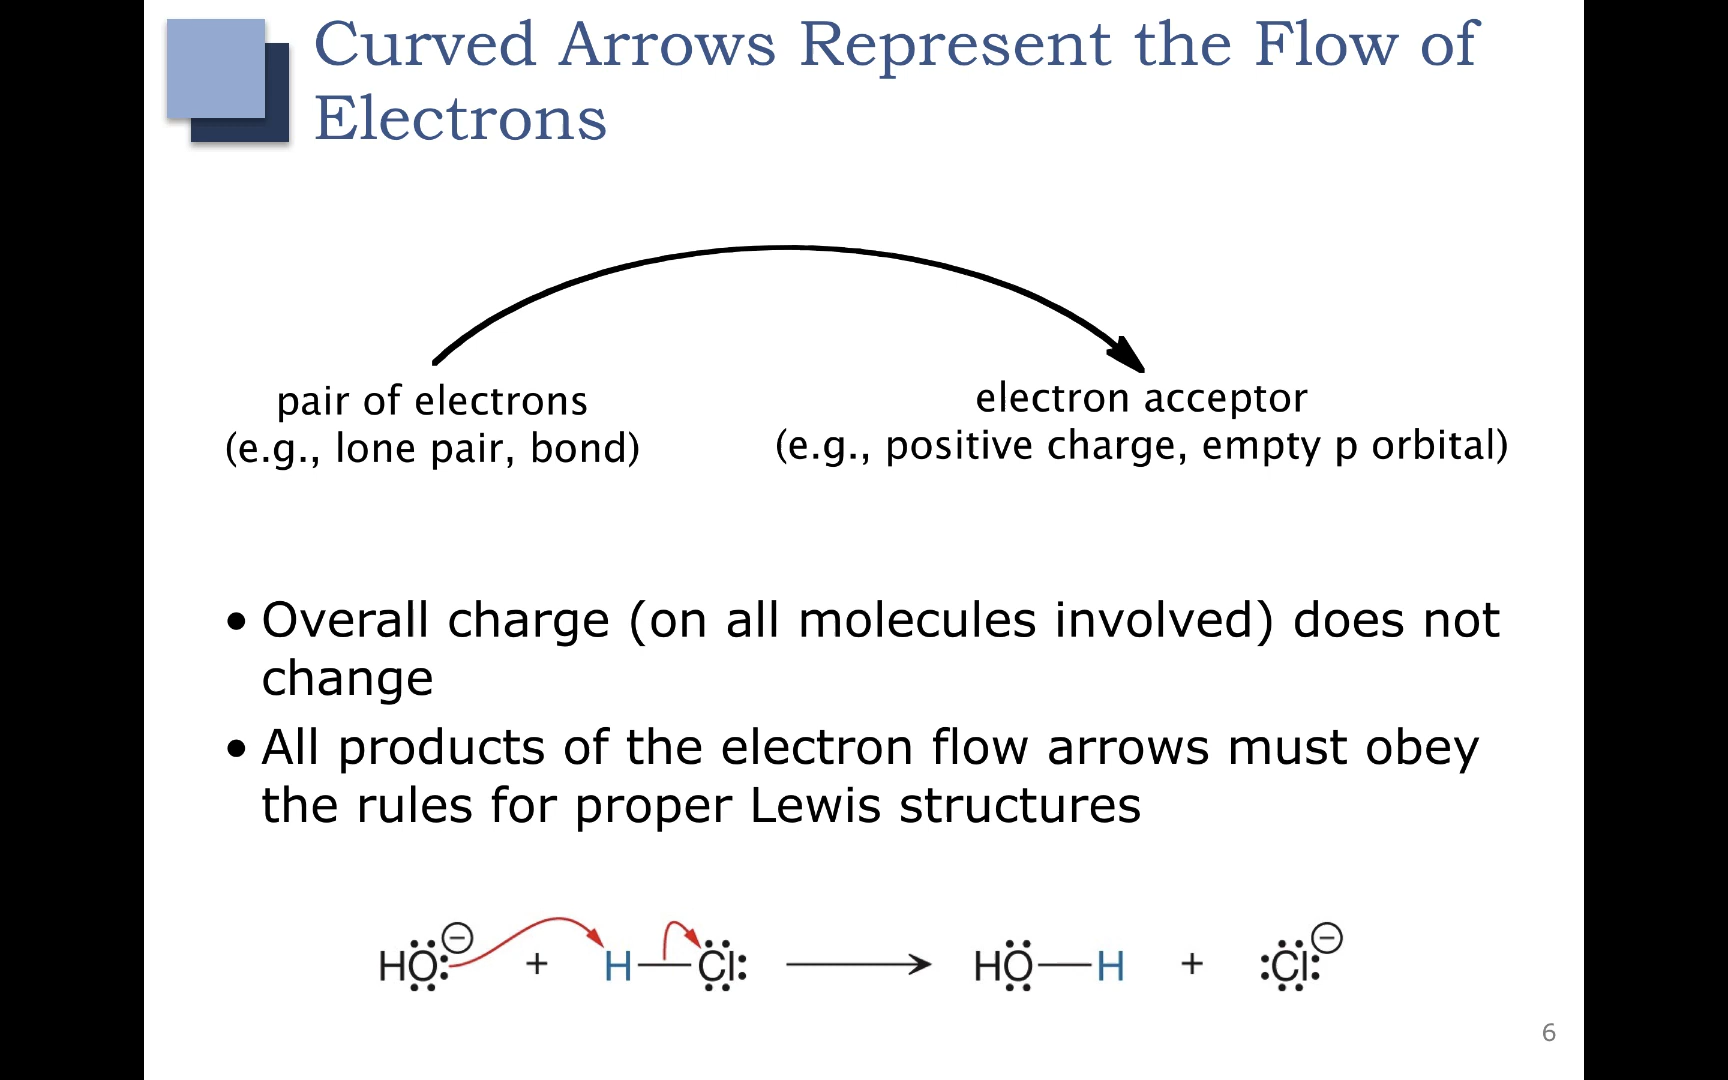 Curved Arrows Represent the Flow of
Electrons
pair of electrons
(e.g., lone pair, bond)
electron acceptor
(e.g., positive charge, empty p orbital)
• Overall charge (on all molecules involved) does not
change
• All products of the electron flow arrows must obey
the rules for proper Lewis structures
HO:⊖ + H—Cl: ⟶ HO—H + :Cl:⊖
6